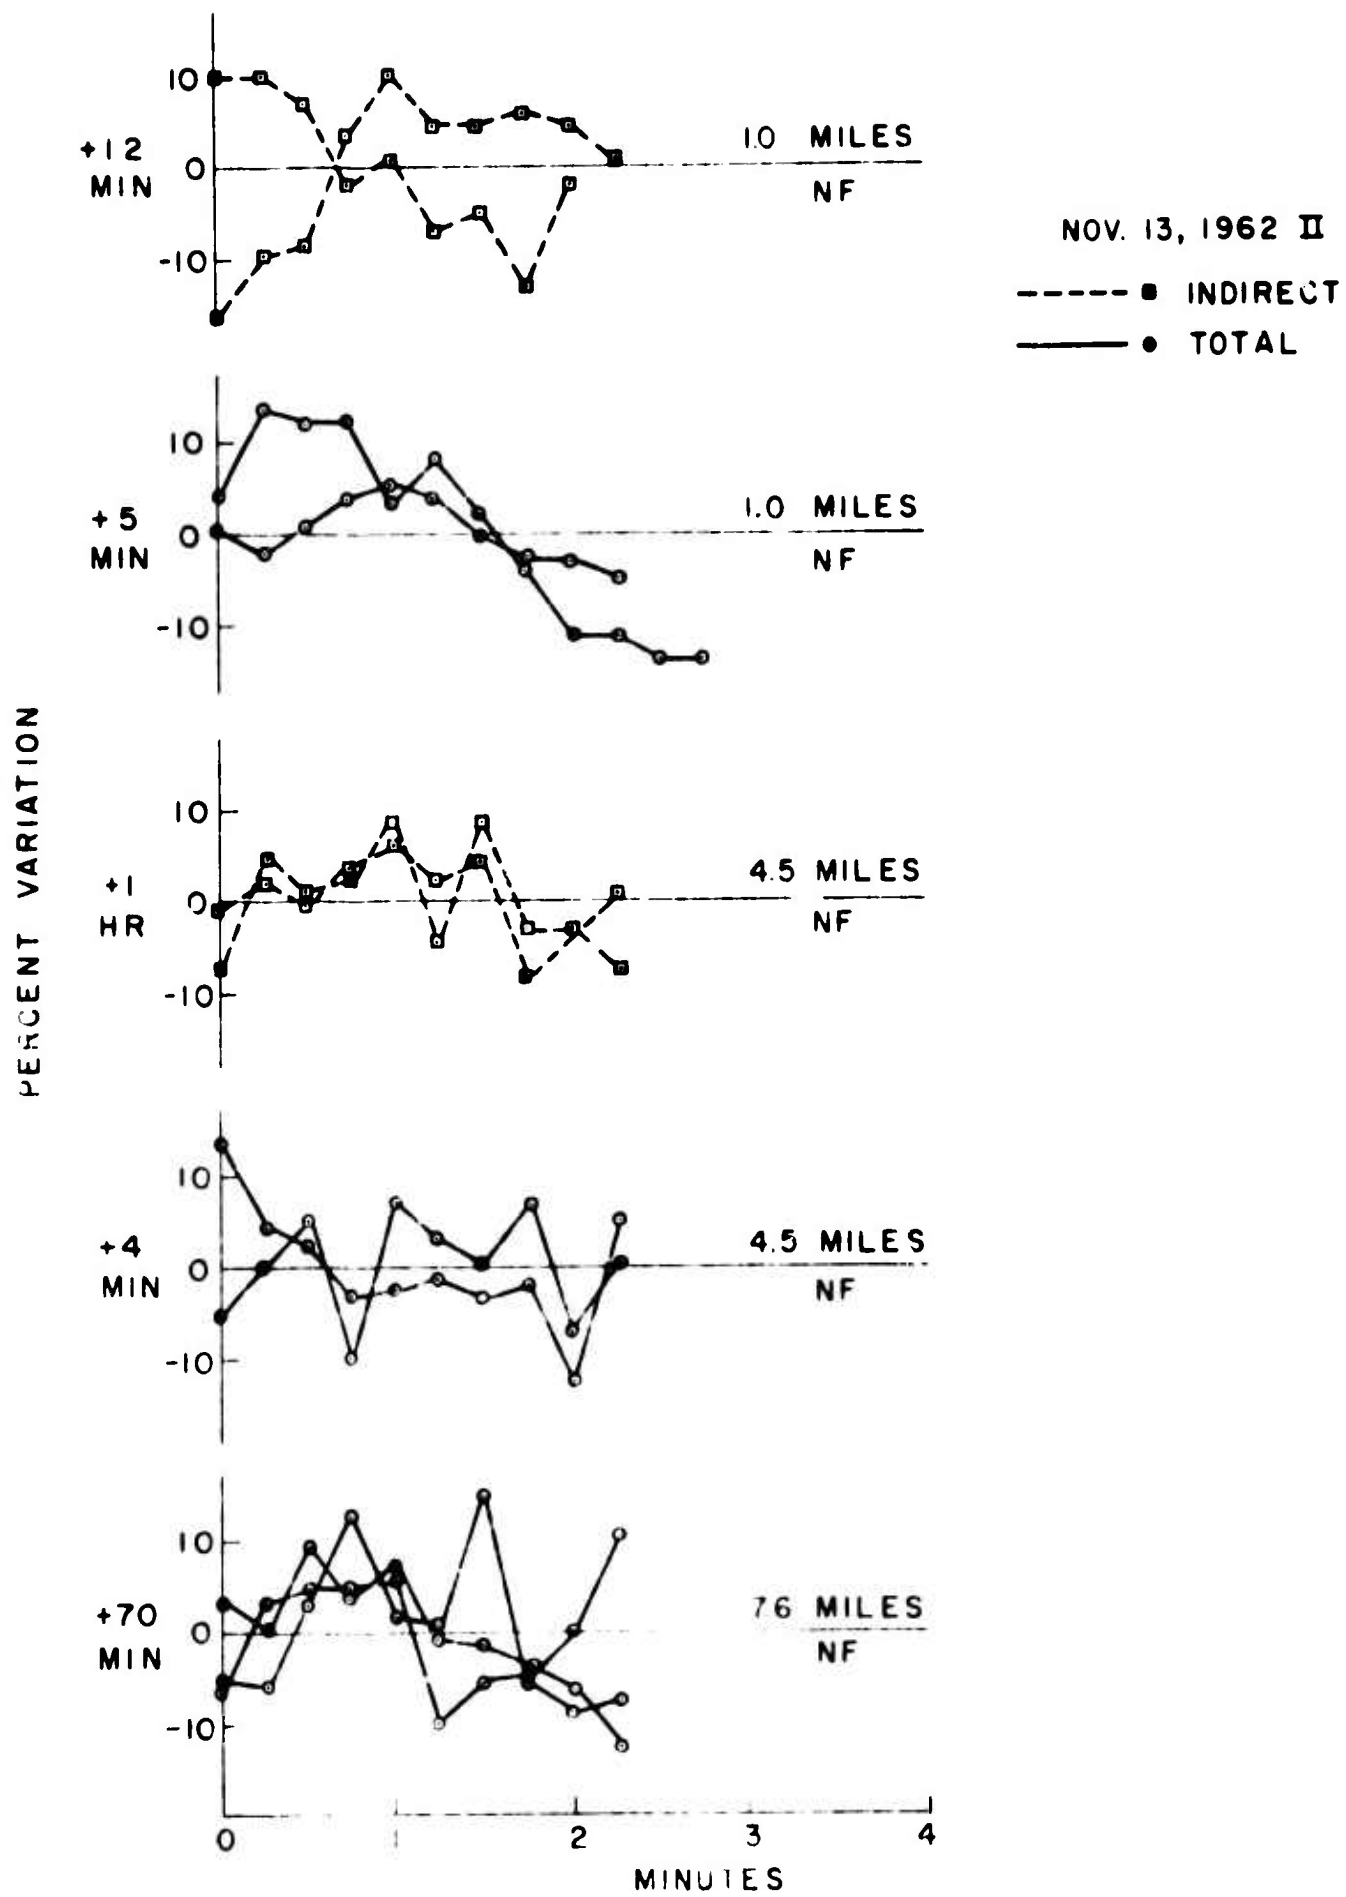 10
+12
MIN
0
-10
1.0 MILES
NF
NOV. 13, 1962 II
INDIRECT
TOTAL
10
+5
MIN
0
-10
1.0 MILES
NF
PERCENT VARIATION
10
+1
HR
0
-10
4.5 MILES
NF
10
+4
MIN
0
-10
4.5 MILES
NF
10
+70
MIN
0
-10
MILES
NF
0 1 2 3 4
MINUTES